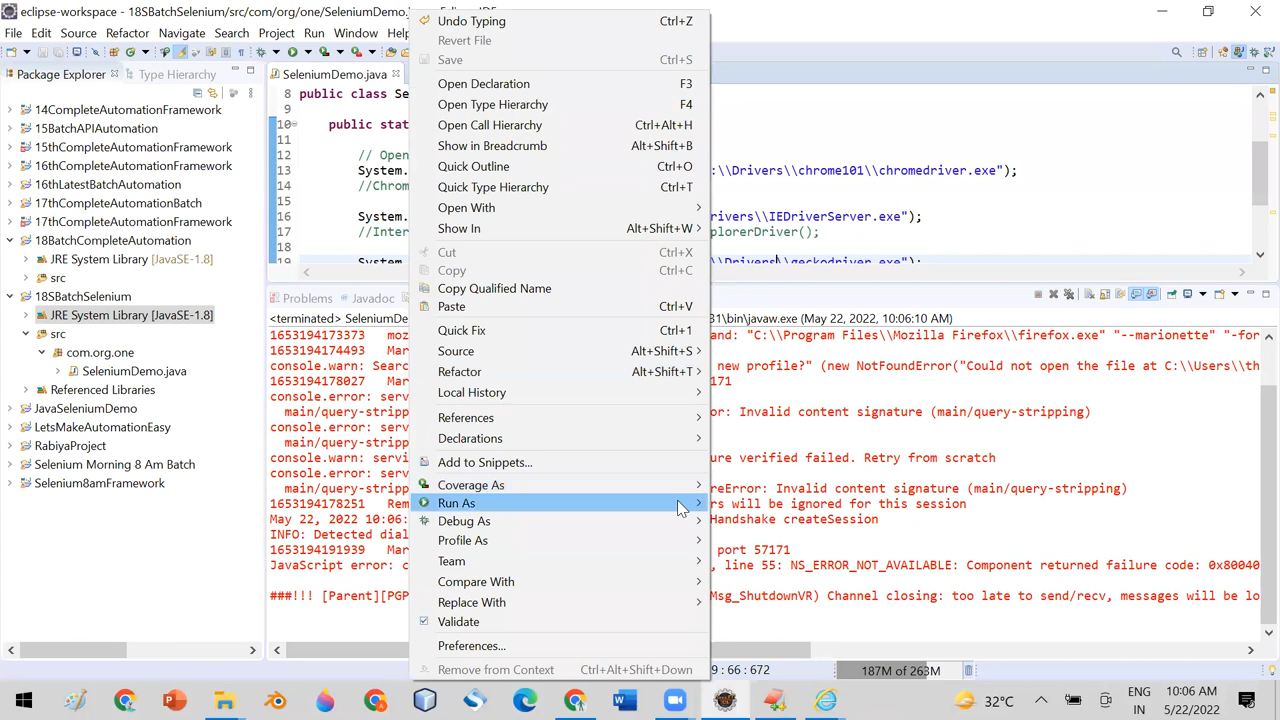 eclipse-workspace - 18SBatchSelenium/src/com/org/one/SeleniumDemo.
File Edit Source Refactor Navigate Search Project Run Window Hel
Package Explorer Type Hierarchy
14CompleteAutomationFramework
15BatchAPIAutomation
15thCompleteAutomationFramework
16thCompleteAutomationFramework
16thLatestBatchAutomation
17thCompleteAutomationBatch
17thCompleteAutomationFramework
18BatchCompleteAutomation
JRE System Library [JavaSE-1.8]
src
18SBatchSelenium
JRE System Library [JavaSE-1.8]
src
com.org.one
SeleniumDemo.java
Referenced Libraries
JavaSeleniumDemo
LetsMakeAutomationEasy
RabiyaProject
Selenium Morning 8 Am Batch
Selenium8amFramework
SeleniumDemo.java
8 public class Se
9
10 public stat
11
12 // Open
13 System. :\\Drivers\\chrome101\\chromedriver.exe");
14 //Chrom
15
16 System. rivers\\IEDriverServer.exe");
17 //Inter plorerDriver();
18
19 System. \\Drivers\\geckodriver.exe");
Undo Typing Ctrl+Z
Revert File
Save Ctrl+S
Open Declaration F3
Open Type Hierarchy F4
Open Call Hierarchy Ctrl+Alt+H
Show in Breadcrumb Alt+Shift+B
Quick Outline Ctrl+O
Quick Type Hierarchy Ctrl+T
Open With
Show In Alt+Shift+W
Cut Ctrl+X
Copy Ctrl+C
Copy Qualified Name
Paste Ctrl+V
Quick Fix Ctrl+1
Source Alt+Shift+S
Refactor Alt+Shift+T
Local History
References
Declarations
Add to Snippets...
Coverage As
Run As
Debug As
Profile As
Team
Compare With
Replace With
Validate
Preferences...
Remove from Context Ctrl+Alt+Shift+Down
Problems Javadoc
<terminated> SeleniumD 31\bin\javaw.exe (May 22, 2022, 10:06:10 AM)
1653194173373 moz and: "C:\\Program Files\\Mozilla Firefox\\firefox.exe" "--marionette" "-for
1653194174493 Mar
console.warn: Searc new profile?" (new NotFoundError("Could not open the file at C:\\Users\\th
1653194178027 Mar 7171
console.error: serv
main/query-stripp or: Invalid content signature (main/query-stripping)
console.error: serv
main/query-stripp
console.warn: servi ure verified failed. Retry from scratch
console.error: serv
main/query-stripp reError: Invalid content signature (main/query-stripping)
1653194178251 Rem rs will be ignored for this session
May 22, 2022 10:06: Handshake createSession
INFO: Detected dial
1653194191939 Mar port 57171
JavaScript error: c , line 55: NS_ERROR_NOT_AVAILABLE: Component returned failure code: 0x80040
###!!! [Parent][PGP Msg_ShutdownVR) Channel closing: too late to send/recv, messages will be lo
9 : 66 : 672
187M of 263M
32°C
ENG
IN
10:06 AM
5/22/2022